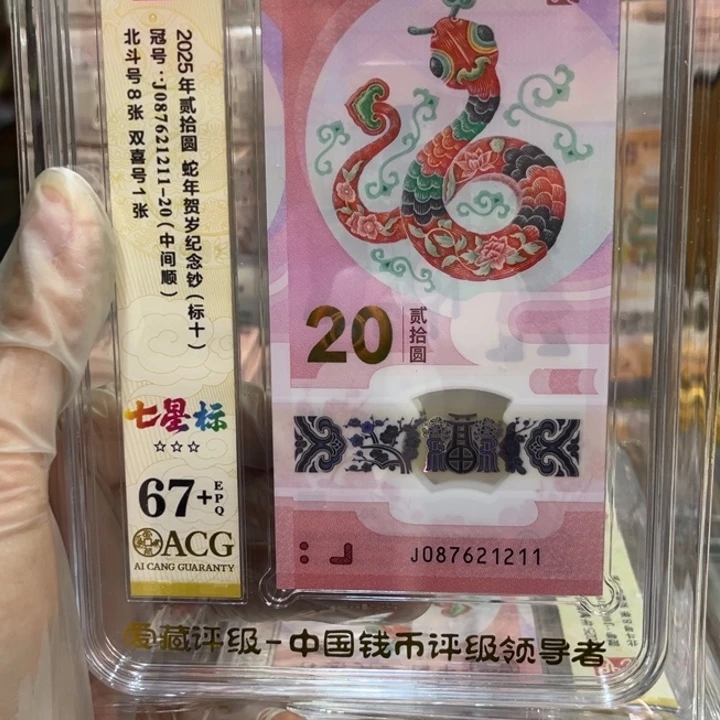 2025年贰拾圆 蛇年贺岁纪念钞(标十)
冠号:J087621211-20(中间顺)
北斗号8张 双喜号1张
七星标
67+
EPQ
ACG
AI CANG GUARANTY
20
贰拾圆
J087621211
爱藏评级-中国钱币评级领导者